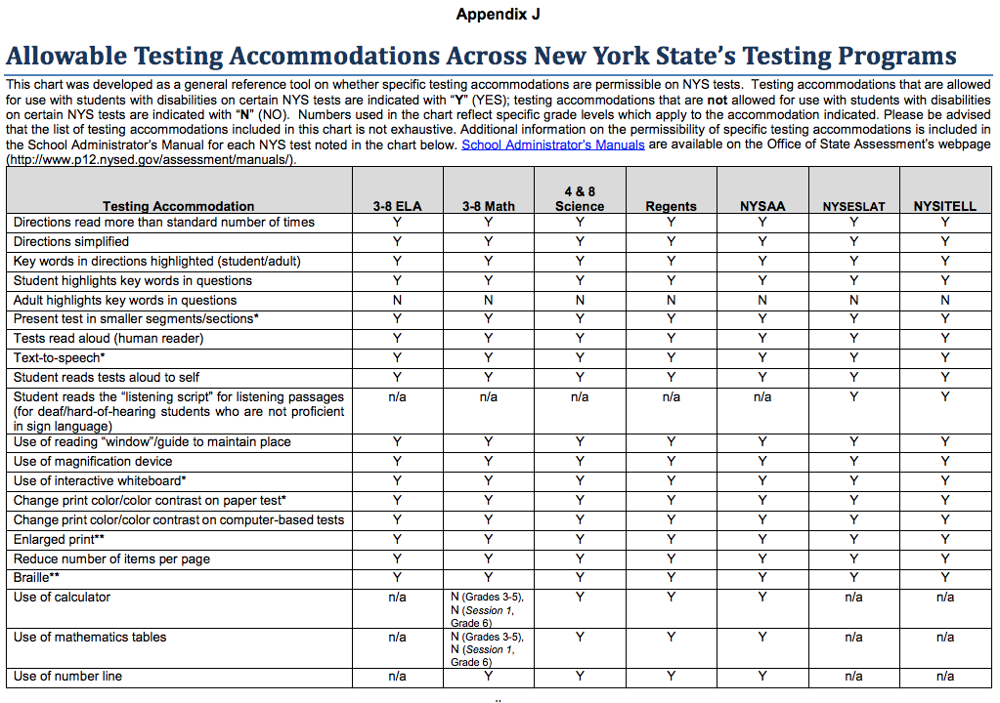 Appendix J
Allowable Testing Accommodations Across New York State's Testing Programs
This chart was developed as a general reference tool on whether specific testing accommodations are permissible on NYS tests. Testing accommodations that are allowed
for use with students with disabilities on certain NYS tests are indicated with “Y” (YES); testing accommodations that are not allowed for use with students with disabilities
on certain NYS tests are indicated with “N” (NO). Numbers used in the chart reflect specific grade levels which apply to the accommodation indicated. Please be advised
that the list of testing accommodations included in this chart is not exhaustive. Additional information on the permissibility of specific testing accommodations is included in
the School Administrator's Manual for each NYS test noted in the chart below. School Administrator's Manuals are available on the Office of State Assessment's webpage
(http://www.p12.nysed.gov/assessment/manuals/).
Testing Accommodation 3-8 ELA 3-8 Math 4 & 8 Science Regents NYSAA NYSESLAT NYSITELL
Directions read more than standard number of times Y Y Y Y Y Y Y
Directions simplified Y Y Y Y Y Y Y
Key words in directions highlighted (student/adult) Y Y Y Y Y Y Y
Student highlights key words in questions Y Y Y Y Y Y Y
Adult highlights key words in questions N N N N N N N
Present test in smaller segments/sections* Y Y Y Y Y Y Y
Tests read aloud (human reader) Y Y Y Y Y Y Y
Text-to-speech* Y Y Y Y Y Y Y
Student reads tests aloud to self Y Y Y Y Y Y Y
Student reads the “listening script” for listening passages n/a n/a n/a n/a n/a Y Y
(for deaf/hard-of-hearing students who are not proficient
in sign language)
Use of reading “window”/guide to maintain place Y Y Y Y Y Y Y
Use of magnification device Y Y Y Y Y Y Y
Use of interactive whiteboard* Y Y Y Y Y Y Y
Change print color/color contrast on paper test* Y Y Y Y Y Y Y
Change print color/color contrast on computer-based tests Y Y Y Y Y Y Y
Enlarged print** Y Y Y Y Y Y Y
Reduce number of items per page Y Y Y Y Y Y Y
Braille** Y Y Y Y Y Y Y
Use of calculator n/a N (Grades 3-5), Y Y Y n/a n/a
N (Session 1,
Grade 6)
Use of mathematics tables n/a N (Grades 3-5), Y Y Y n/a n/a
N (Session 1,
Grade 6)
Use of number line n/a Y Y Y Y n/a n/a